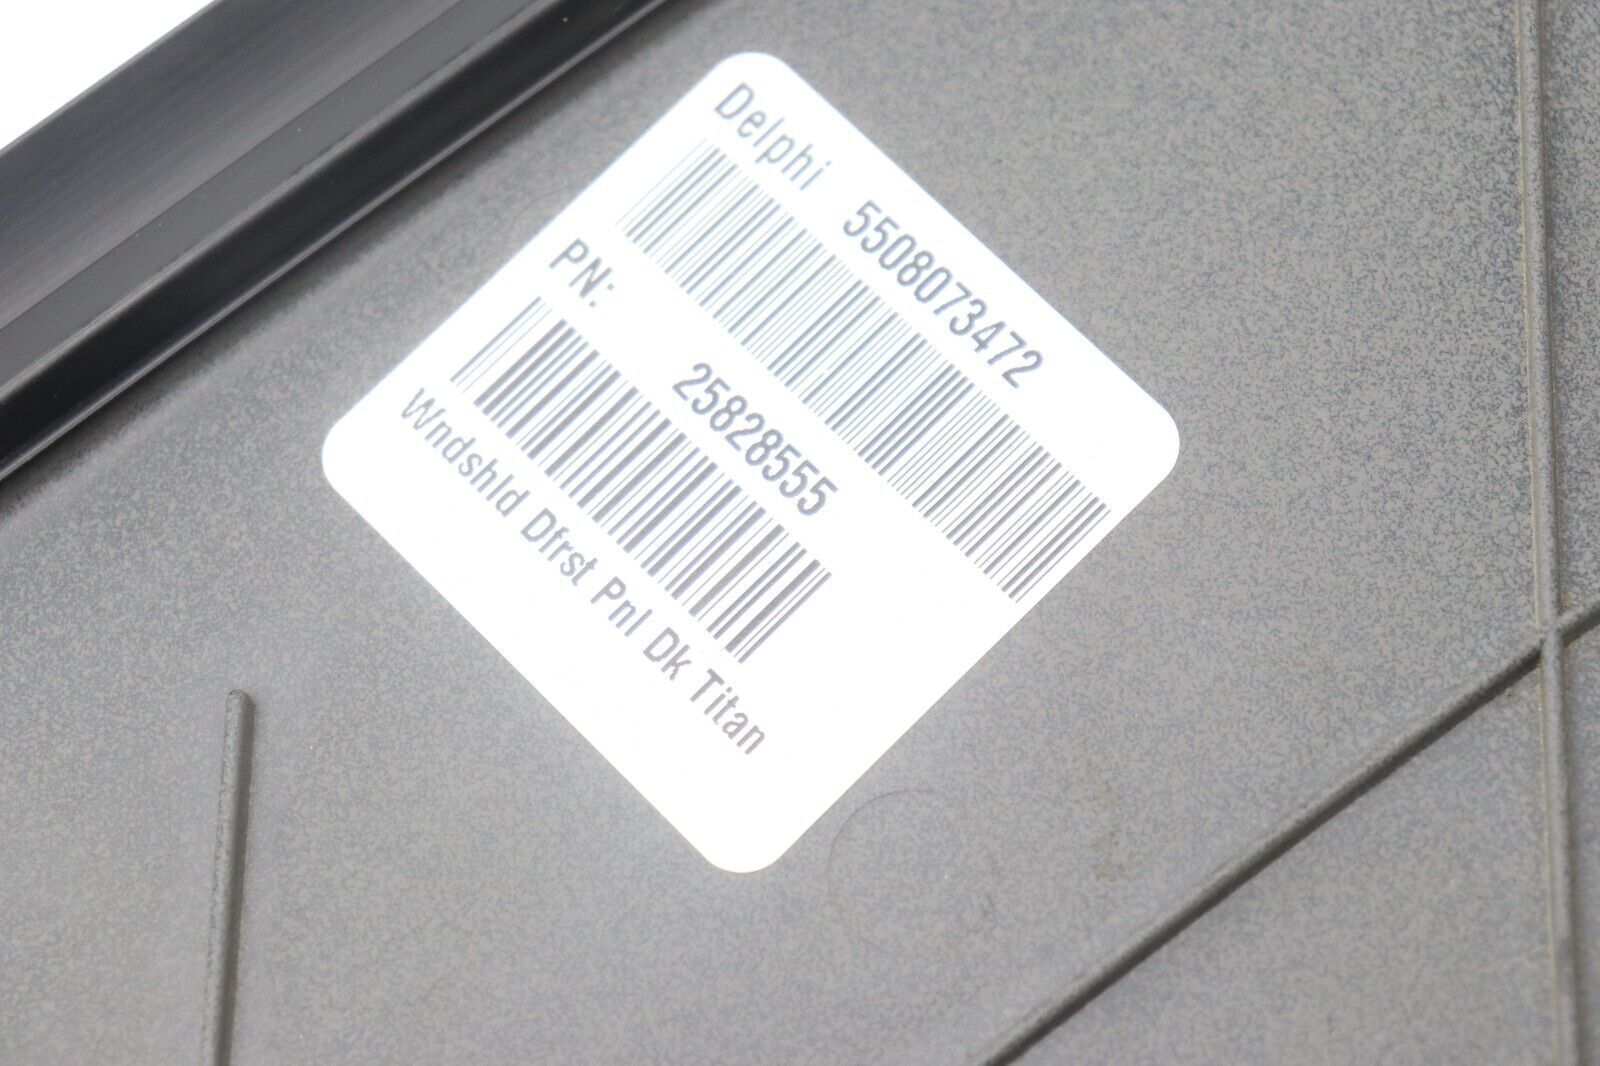 Delphi 5508073472
PN: 25828555
Wndshld Dfrst Pnl Dk Titan